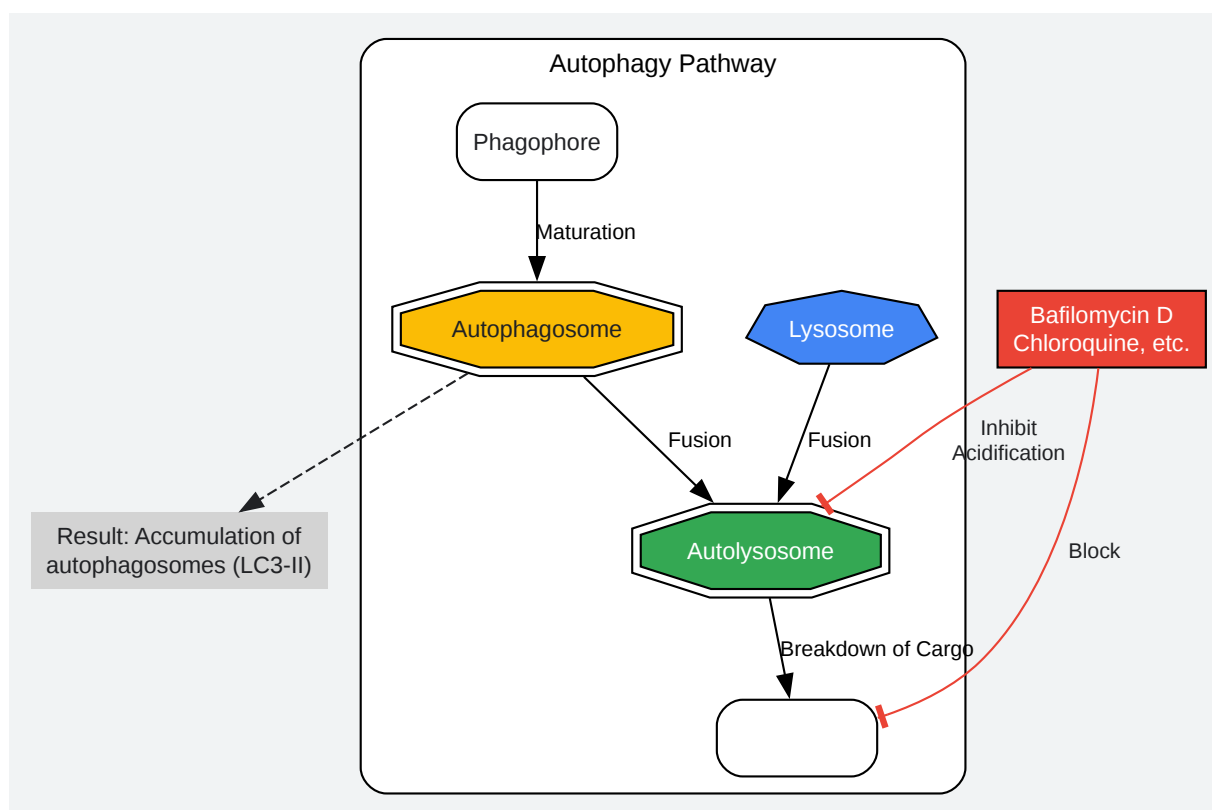 Autophagy Pathway
Phagophore
Maturation
Autophagosome
Lysosome
Bafilomycin D
Chloroquine, etc.
Fusion
Fusion
Inhibit
Acidification
Result: Accumulation of
autophagosomes (LC3-II)
Autolysosome
Block
Breakdown of Cargo